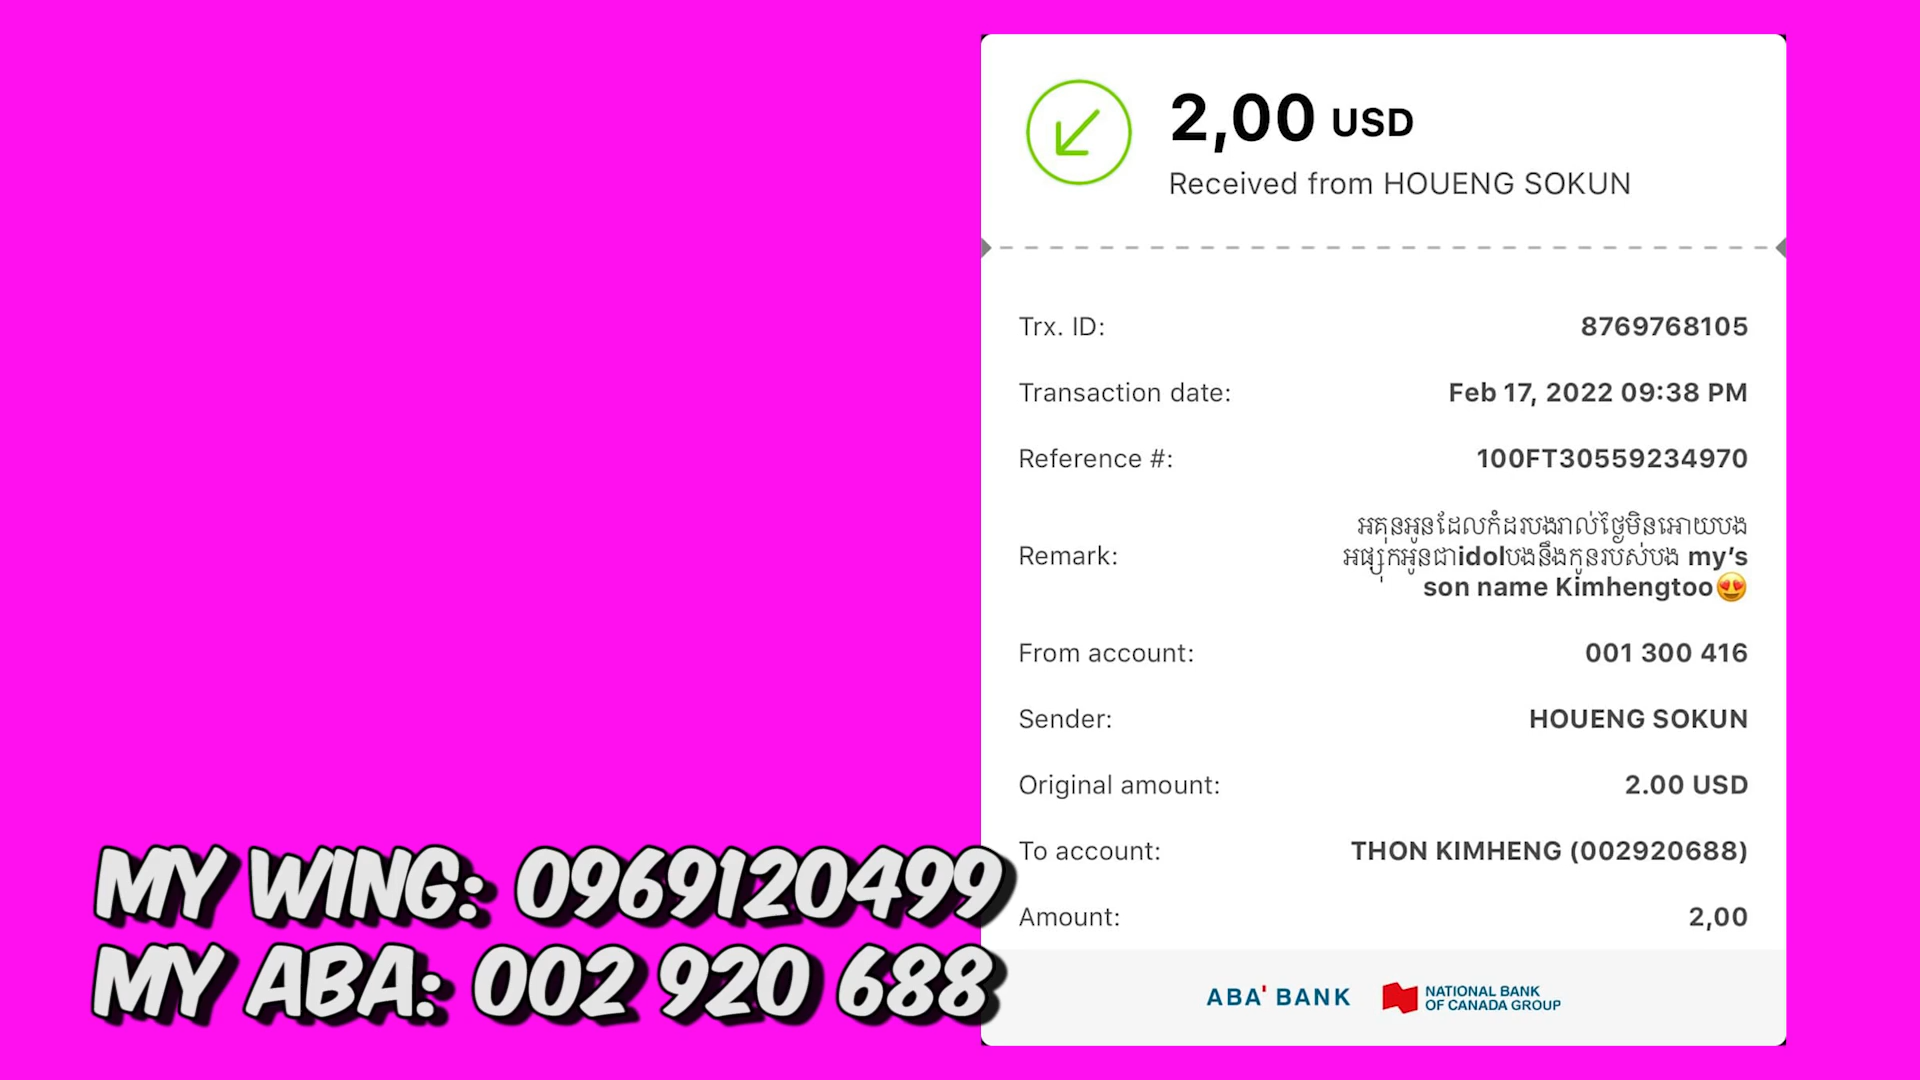 2,00 USD
Received from HOUENG SOKUN
Trx. ID: 8769768105
Transaction date: Feb 17, 2022 09:38 PM
Reference #: 100FT30559234970
Remark: អគុនអូនដែលកំដរបងរាល់ថ្ងៃមិនអោយបង
អផ្សុកអូនជាidolបងនឹងកូនរបស់បង my’s
son name Kimhengtoo😍
From account: 001 300 416
Sender: HOUENG SOKUN
Original amount: 2.00 USD
To account: THON KIMHENG (002920688)
Amount: 2,00
ABA' BANK
NATIONAL BANK
OF CANADA GROUP
MY WING: 0969120499
MY ABA: 002 920 688